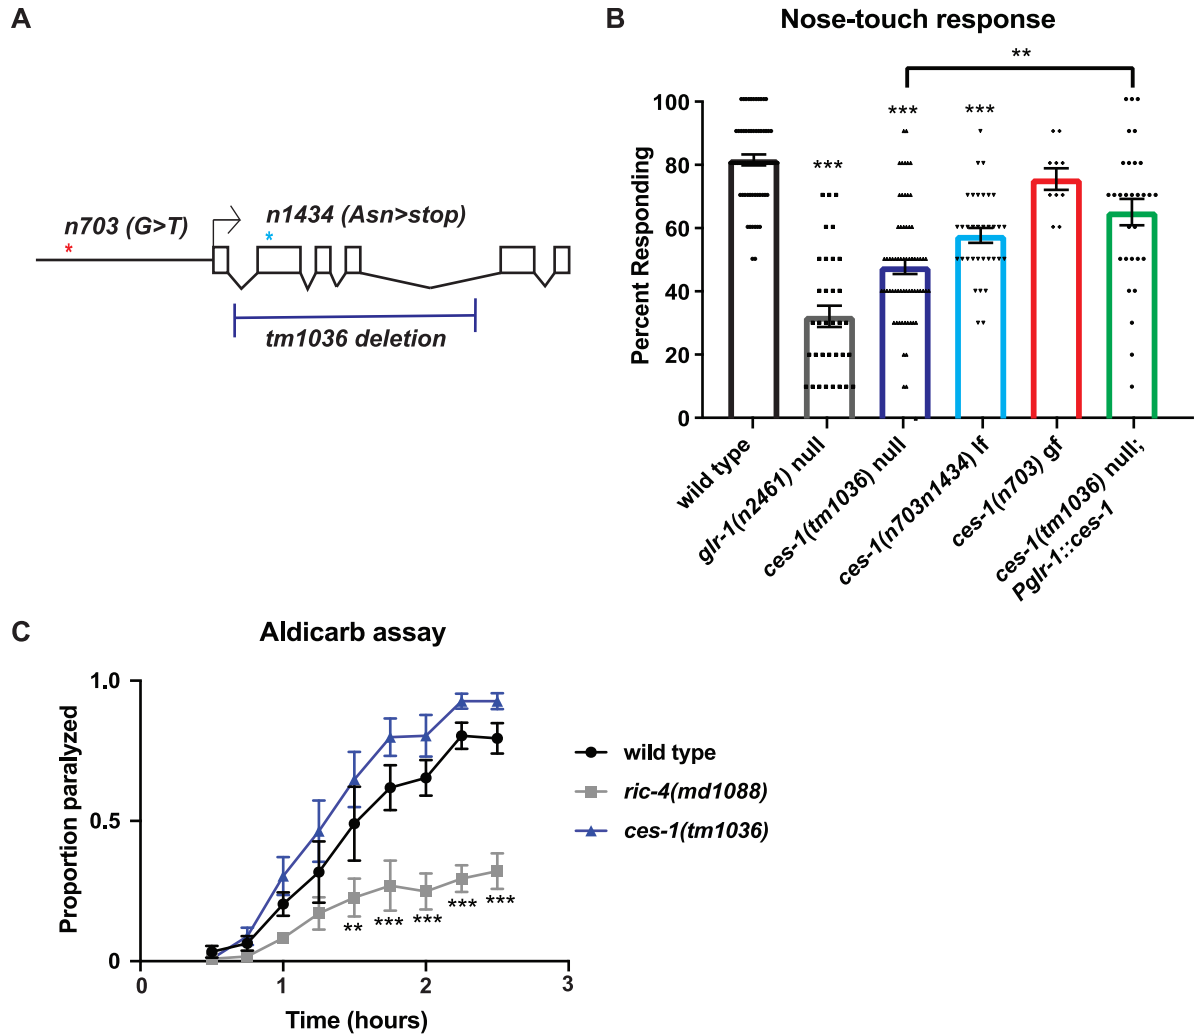 A
n703 (G>T)
*
n1434 (Asn>stop)
*
tm1036 deletion
B
Nose-touch response
**
***
***
***
Percent Responding
100
80
60
40
20
0
wild type
glr-1(n2461) null
ces-1(tm1036) null
ces-1(n703n1434) lf
ces-1(n703) gf
ces-1(tm1036) null;
Pglr-1::ces-1
C
Aldicarb assay
Proportion paralyzed
1.0
0.5
0
** *** *** *** ***
0 1 2 3
Time (hours)
wild type
ric-4(md1088)
ces-1(tm1036)